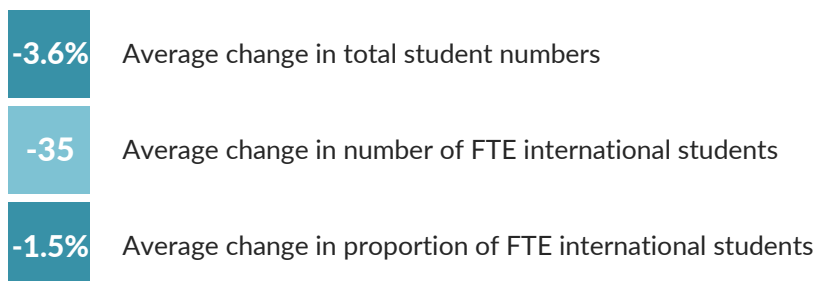 -3.6% Average change in total student numbers
-35 Average change in number of FTE international students
-1.5% Average change in proportion of FTE international students